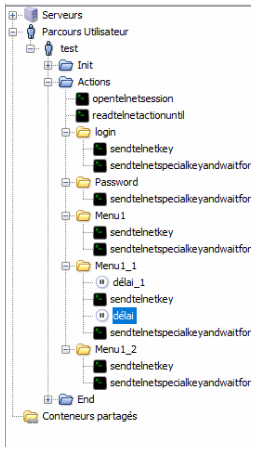 Serveurs
Parcours Utilisateur
test
Init
Actions
opentelnetsession
readtelnetactionuntil
login
sendtelnetkey
sendtelnetspecialkeyandwaitfor
Password
sendtelnetspecialkeyandwaitfor
Menu1
sendtelnetkey
sendtelnetspecialkeyandwaitfor
Menu1_1
délai_1
sendtelnetkey
délai
sendtelnetspecialkeyandwaitfor
Menu1_2
sendtelnetkey
sendtelnetspecialkeyandwaitfor
End
Conteneurs partagés